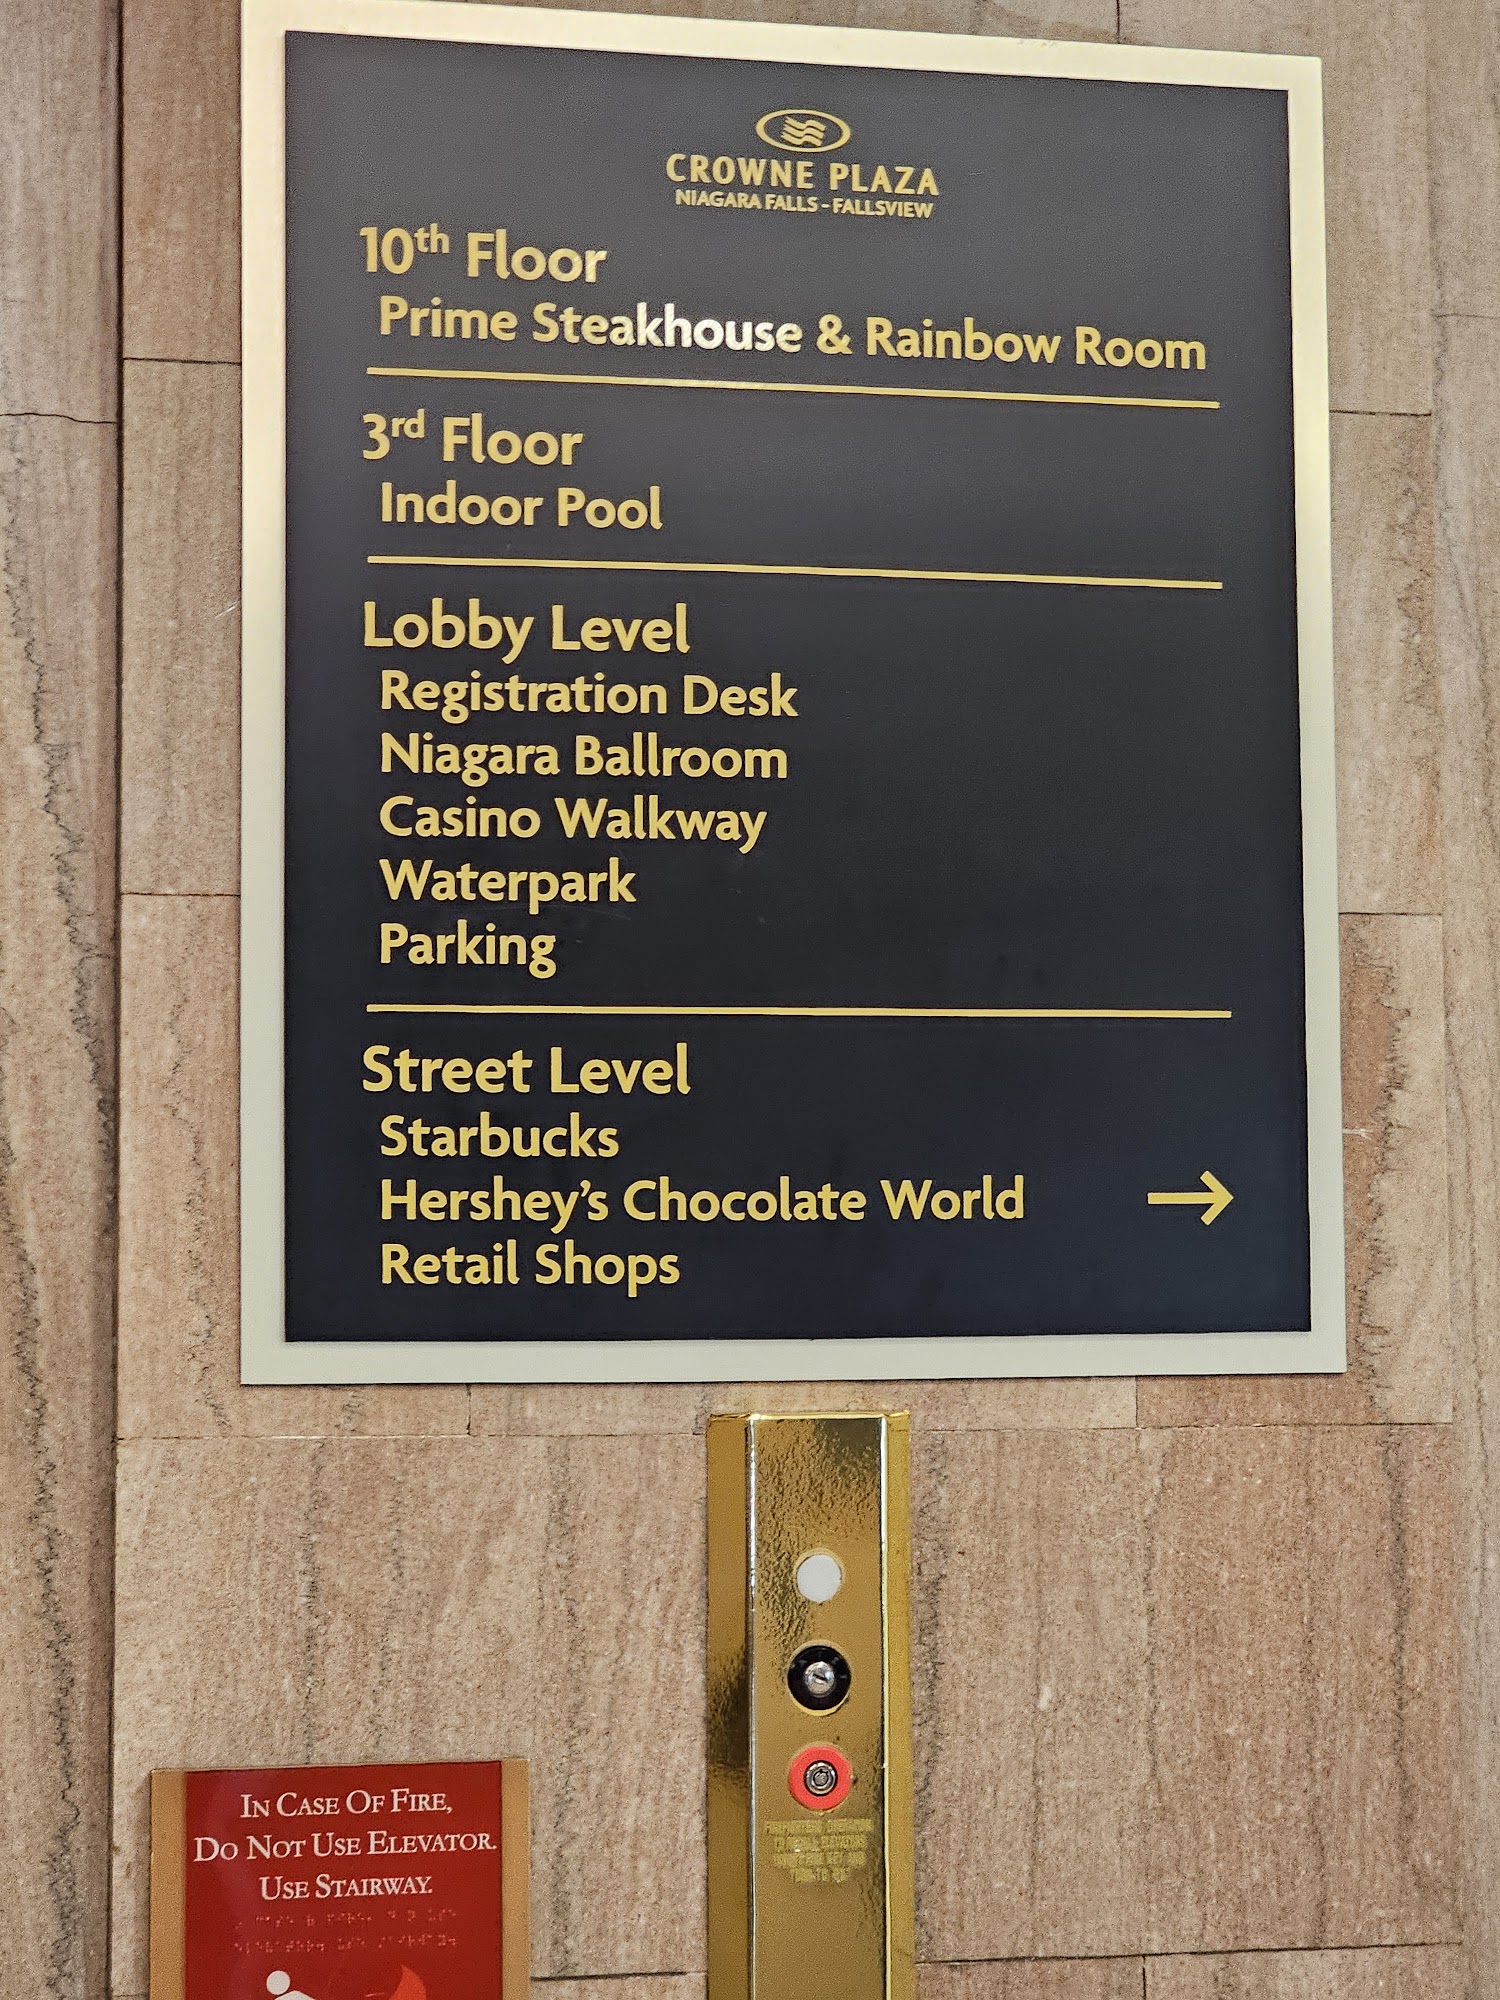 CROWNE PLAZA
NIAGARA FALLS - FALLSVIEW
10th Floor
Prime Steakhouse & Rainbow Room
3rd Floor
Indoor Pool
Lobby Level
Registration Desk
Niagara Ballroom
Casino Walkway
Waterpark
Parking
Street Level
Starbucks
Hershey's Chocolate World →
Retail Shops
IN CASE OF FIRE,
DO NOT USE ELEVATOR.
USE STAIRWAY.